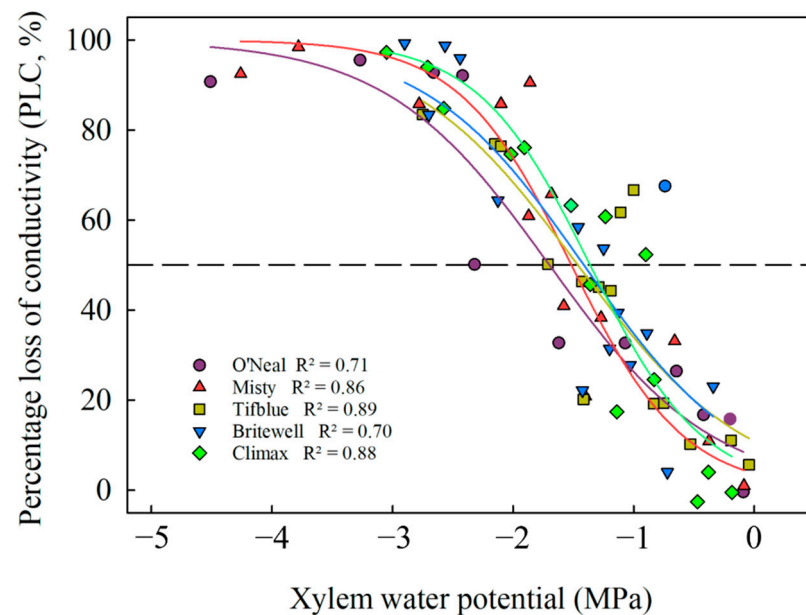 Percentage loss of conductivity (PLC, %)
100
80
60
40
20
0
O'Neal R² = 0.71
Misty R² = 0.86
Tifblue R² = 0.89
Britewell R² = 0.70
Climax R² = 0.88
−5 −4 −3 −2 −1 0
Xylem water potential (MPa)